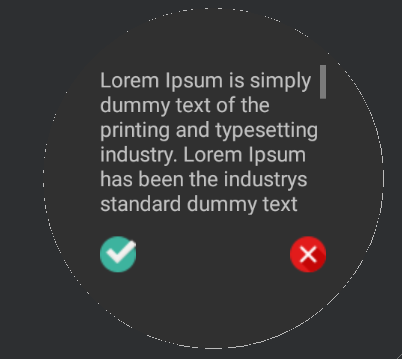 Lorem Ipsum is simply
dummy text of the
printing and typesetting
industry. Lorem Ipsum
has been the industrys
standard dummy text